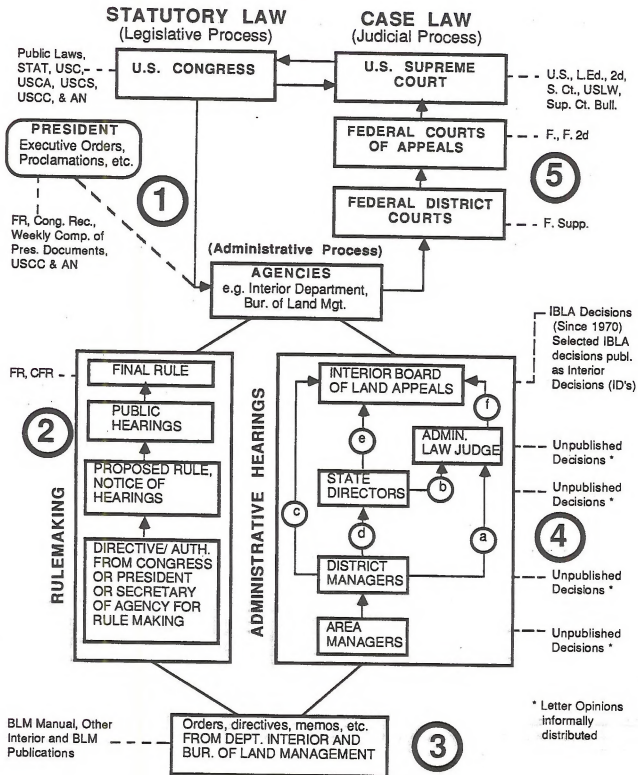 STATUTORY LAW
(Legislative Process)
CASE LAW
(Judicial Process)
Public Laws,
STAT, USC,
USCA, USCS,
USCC, & AN
U.S. CONGRESS
U.S. SUPREME
COURT
U.S., L.Ed., 2d,
S. Ct., USLW,
Sup. Ct. Bull.
PRESIDENT
Executive Orders,
Proclamations, etc.
FEDERAL COURTS
OF APPEALS
F., F. 2d
1
5
FR, Cong. Rec.,
Weekly Comp. of
Pres. Documents,
USCC & AN
FEDERAL DISTRICT
COURTS
F. Supp.
(Administrative Process)
AGENCIES
e.g. Interior Department,
Bur. of Land Mgt.
FR, CFR
FINAL RULE
2
PUBLIC
HEARINGS
PROPOSED RULE,
NOTICE OF
HEARINGS
DIRECTIVE/ AUTH.
FROM CONGRESS
OR PRESIDENT
OR SECRETARY
OF AGENCY FOR
RULE MAKING
RULEMAKING
ADMINISTRATIVE HEARINGS
INTERIOR BOARD
OF LAND APPEALS
IBLA Decisions
(Since 1970)
Selected IBLA
decisions publ.
as Interior
Decisions (ID's)
f
e
ADMIN.
LAW JUDGE
Unpublished
Decisions *
STATE
DIRECTORS
b
Unpublished
Decisions *
c
d
a
4
DISTRICT
MANAGERS
Unpublished
Decisions *
AREA
MANAGERS
Unpublished
Decisions *
BLM Manual, Other
Interior and BLM
Publications
Orders, directives, memos, etc.
FROM DEPT. INTERIOR AND
BUR. OF LAND MANAGEMENT
3
* Letter Opinions
informally
distributed